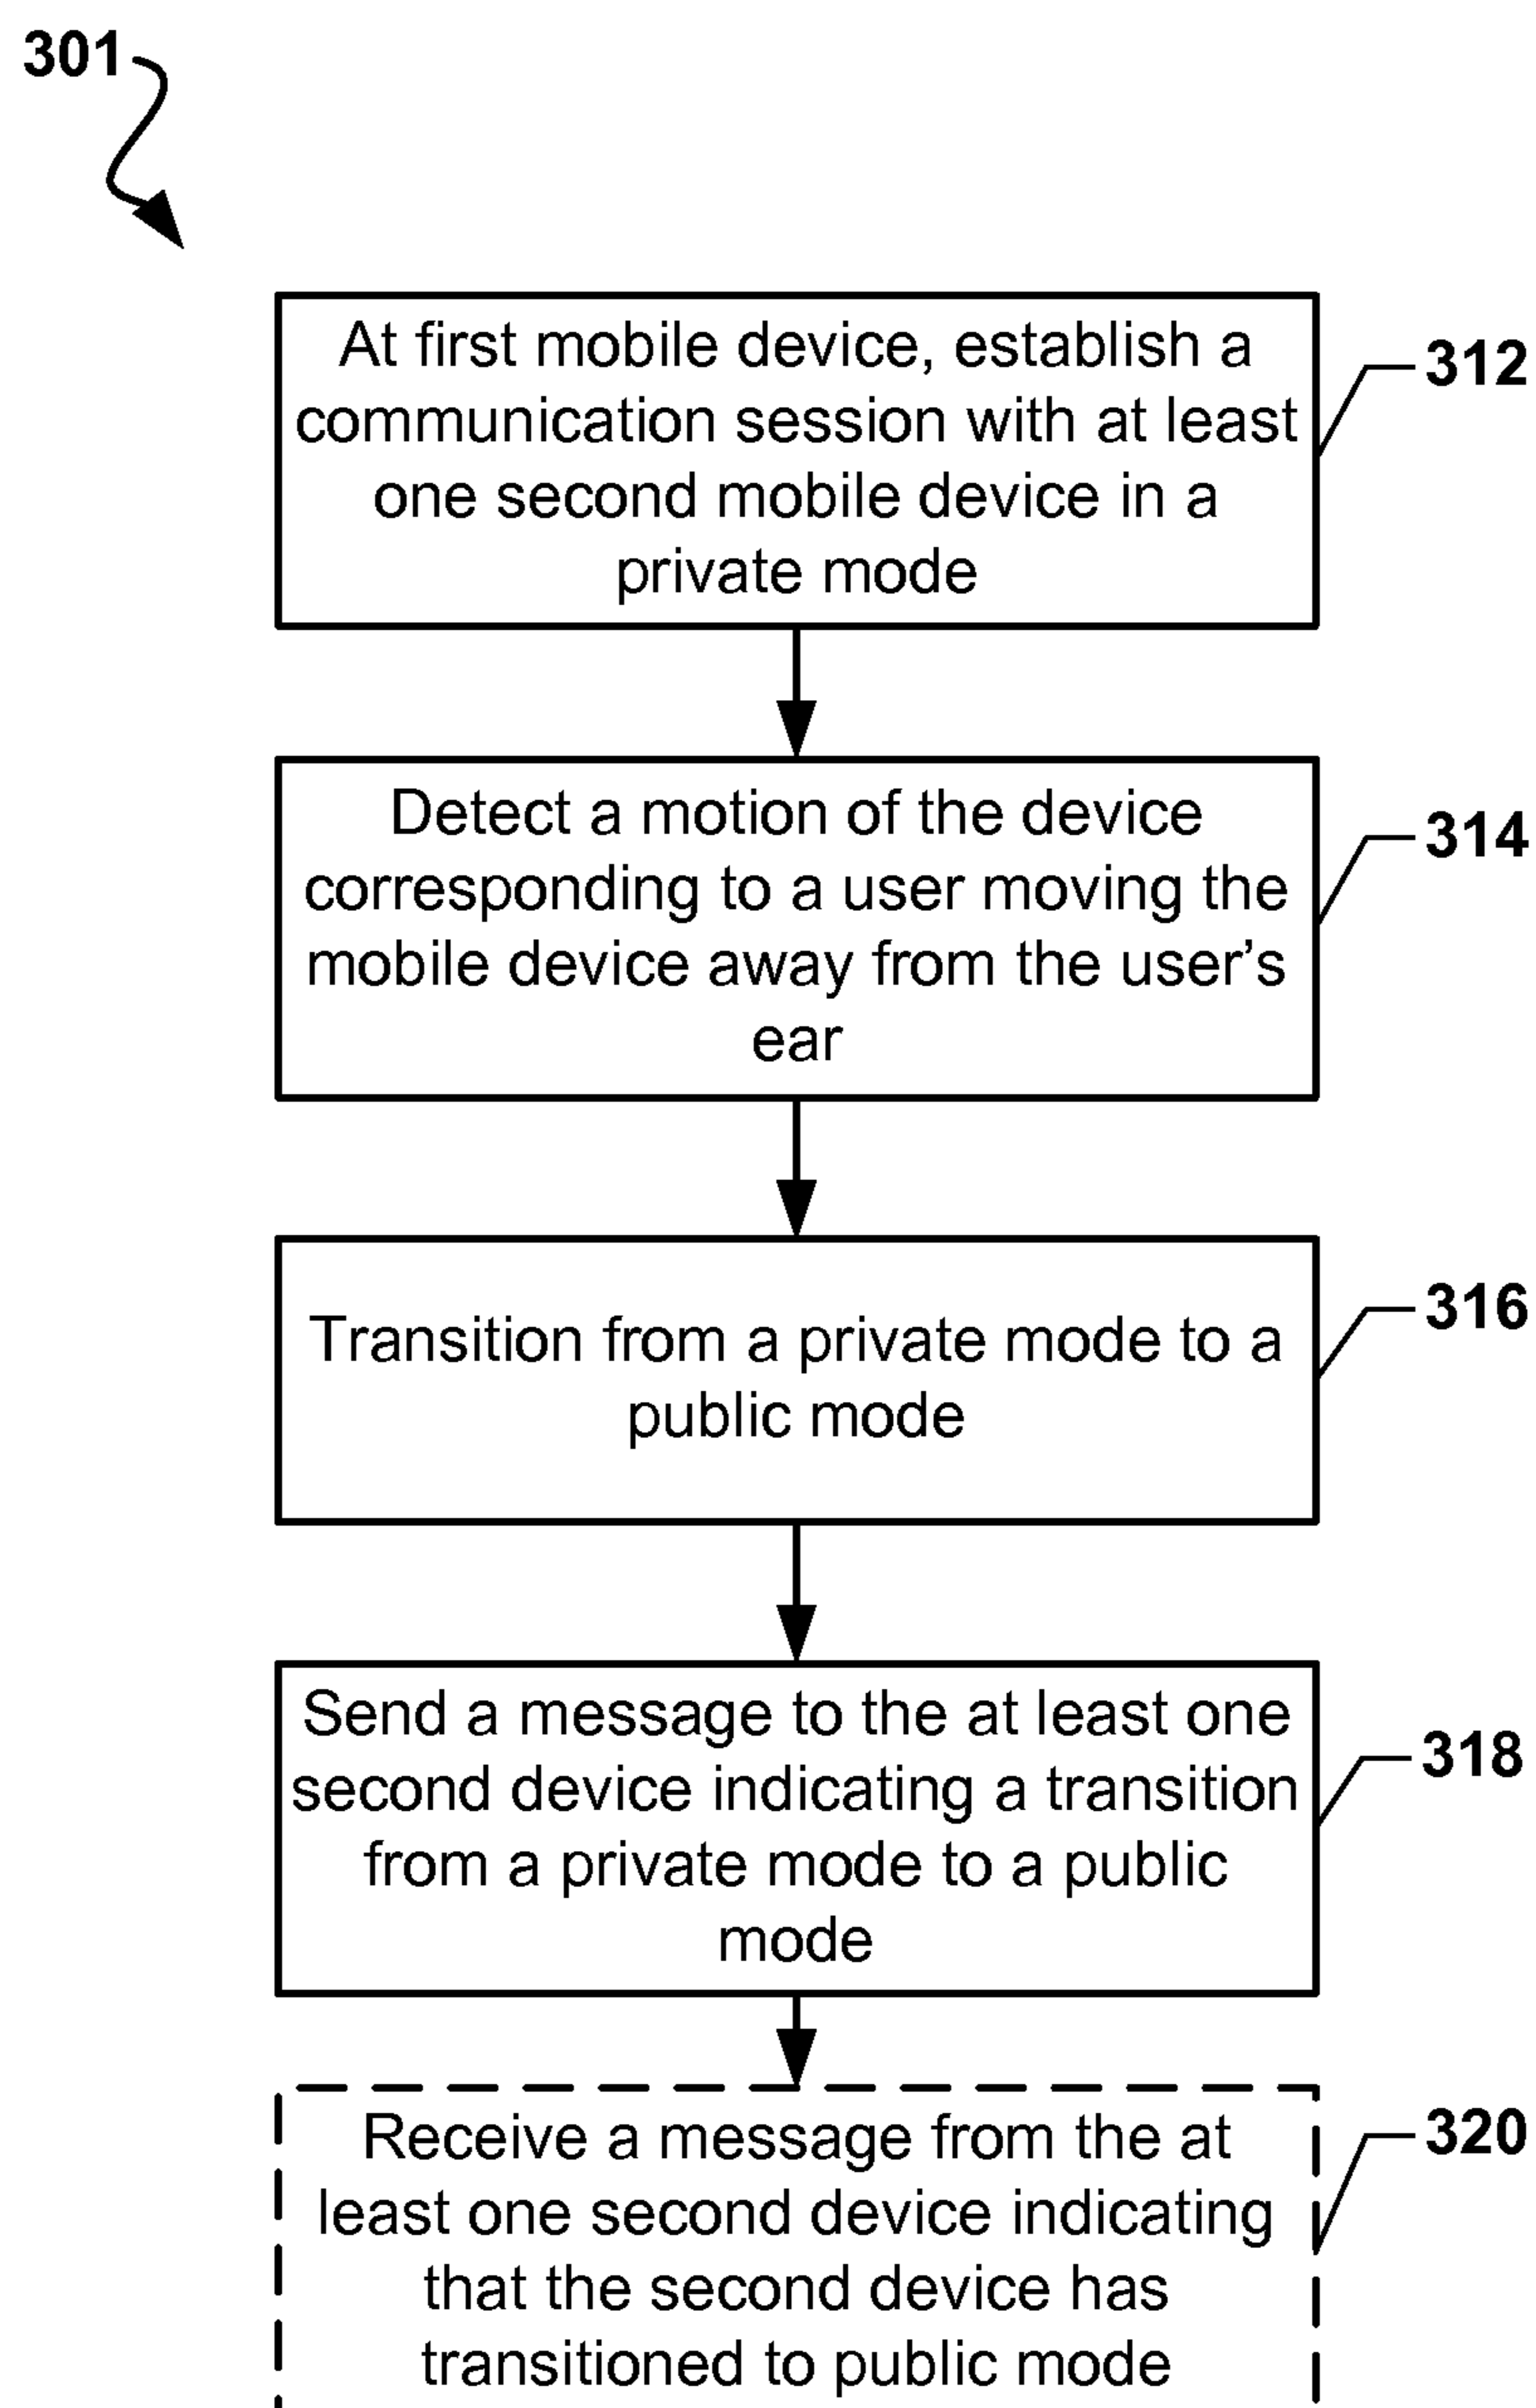 301
At first mobile device, establish a
communication session with at least
one second mobile device in a
private mode
312
Detect a motion of the device
corresponding to a user moving the
mobile device away from the user's
ear
314
Transition from a private mode to a
public mode
316
Send a message to the at least one
second device indicating a transition
from a private mode to a public
mode
318
Receive a message from the at
least one second device indicating
that the second device has
transitioned to public mode
320